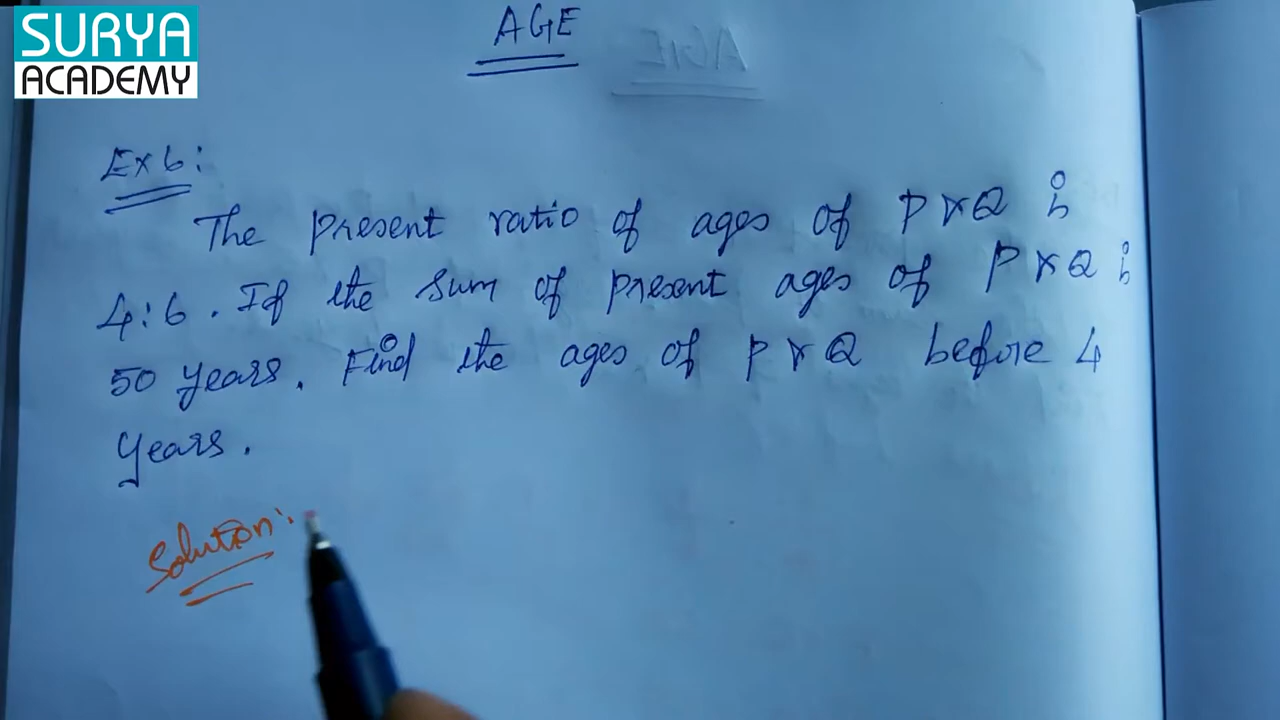 SURYA
ACADEMY
AGE
Ex 6:
The present ratio of ages of P & Q is
4:6. If the sum of present ages of P & Q is
50 years. Find the ages of P & Q before 4
years.
Solution: